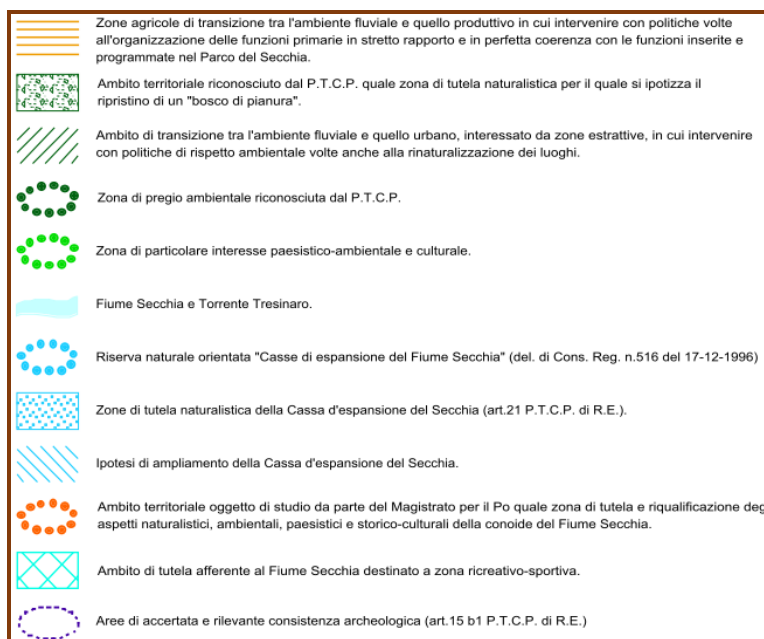 Zone agricole di transizione tra l'ambiente fluviale e quello produttivo in cui intervenire con politiche volte
all'organizzazione delle funzioni primarie in stretto rapporto e in perfetta coerenza con le funzioni inserite e
programmate nel Parco del Secchia.
Ambito territoriale riconosciuto dal P.T.C.P. quale zona di tutela naturalistica per il quale si ipotizza il
ripristino di un "bosco di pianura".
Ambito di transizione tra l'ambiente fluviale e quello urbano, interessato da zone estrattive, in cui intervenire
con politiche di rispetto ambientale volte anche alla rinaturalizzazione dei luoghi.
Zona di pregio ambientale riconosciuta dal P.T.C.P.
Zona di particolare interesse paesistico-ambientale e culturale.
Fiume Secchia e Torrente Tresinaro.
Riserva naturale orientata "Casse di espansione del Fiume Secchia" (del. di Cons. Reg. n.516 del 17-12-1996)
Zone di tutela naturalistica della Cassa d'espansione del Secchia (art.21 P.T.C.P. di R.E.).
Ipotesi di ampliamento della Cassa d'espansione del Secchia.
Ambito territoriale oggetto di studio da parte del Magistrato per il Po quale zona di tutela e riqualificazione deg
aspetti naturalistici, ambientali, paesistici e storico-culturali della conoide del Fiume Secchia.
Ambito di tutela afferente al Fiume Secchia destinato a zona ricreativo-sportiva.
Aree di accertata e rilevante consistenza archeologica (art.15 b1 P.T.C.P. di R.E.)